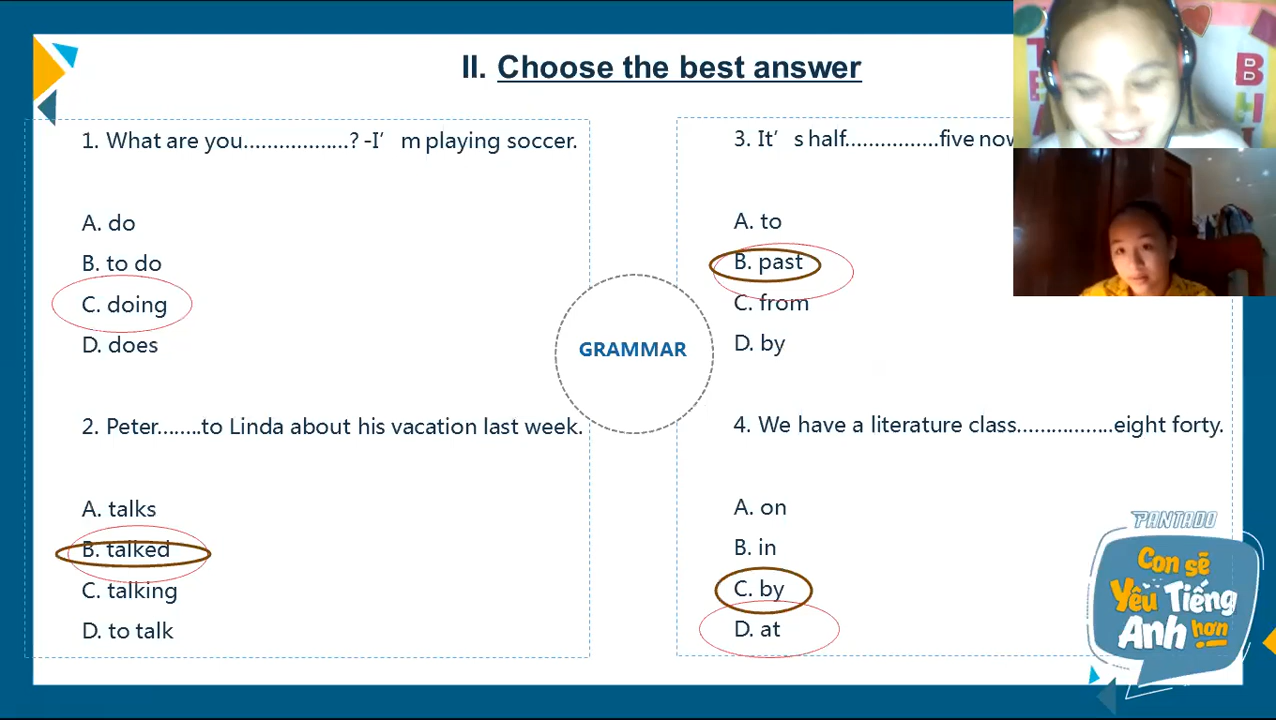 II. Choose the best answer
1. What are you..................? -I' m playing soccer.
A. do
B. to do
C. doing
D. does
2. Peter........to Linda about his vacation last week.
A. talks
B. talked
C. talking
D. to talk
GRAMMAR
3. It' s half................five now
A. to
B. past
C. from
D. by
4. We have a literature class.................eight forty.
A. on
B. in
C. by
D. at
PANTADO
Con sẽ
Yêu Tiếng
Anh hơn
B